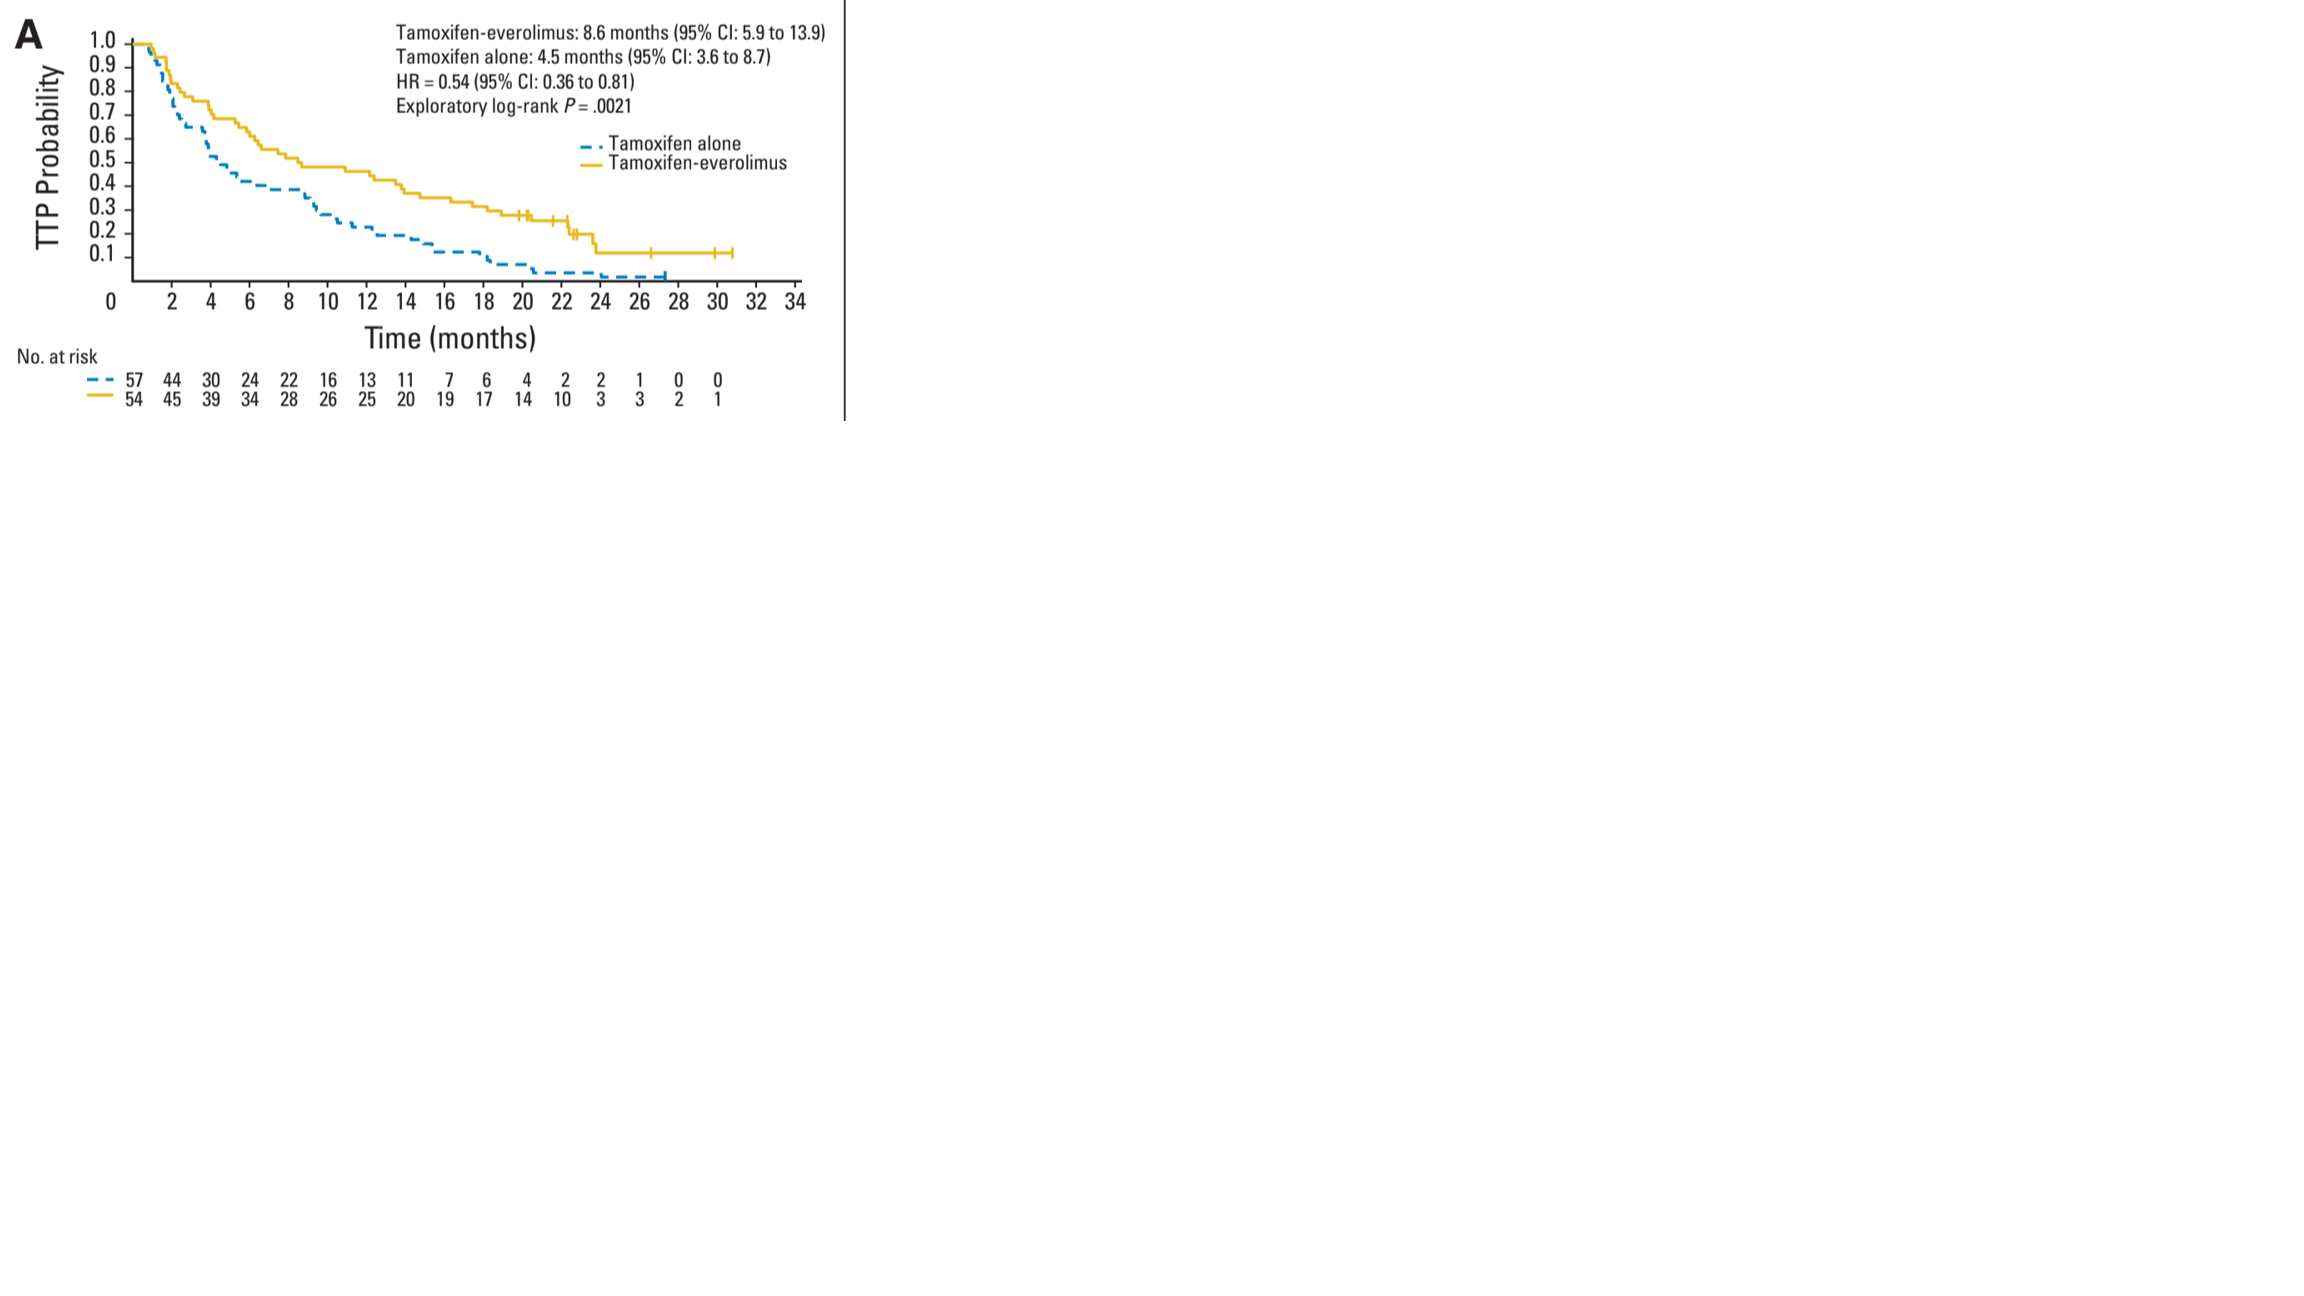 A
Tamoxifen-everolimus: 8.6 months (95% CI: 5.9 to 13.9)
Tamoxifen alone: 4.5 months (95% CI: 3.6 to 8.7)
HR = 0.54 (95% CI: 0.36 to 0.81)
Exploratory log-rank P = .0021
Tamoxifen alone
Tamoxifen-everolimus
TTP Probability
1.0
0.9
0.8
0.7
0.6
0.5
0.4
0.3
0.2
0.1
0 2 4 6 8 10 12 14 16 18 20 22 24 26 28 30 32 34
Time (months)
No. at risk
57 44 30 24 22 16 13 11 7 6 4 2 2 1 0 0
54 45 39 34 28 26 25 20 19 17 14 10 3 3 2 1